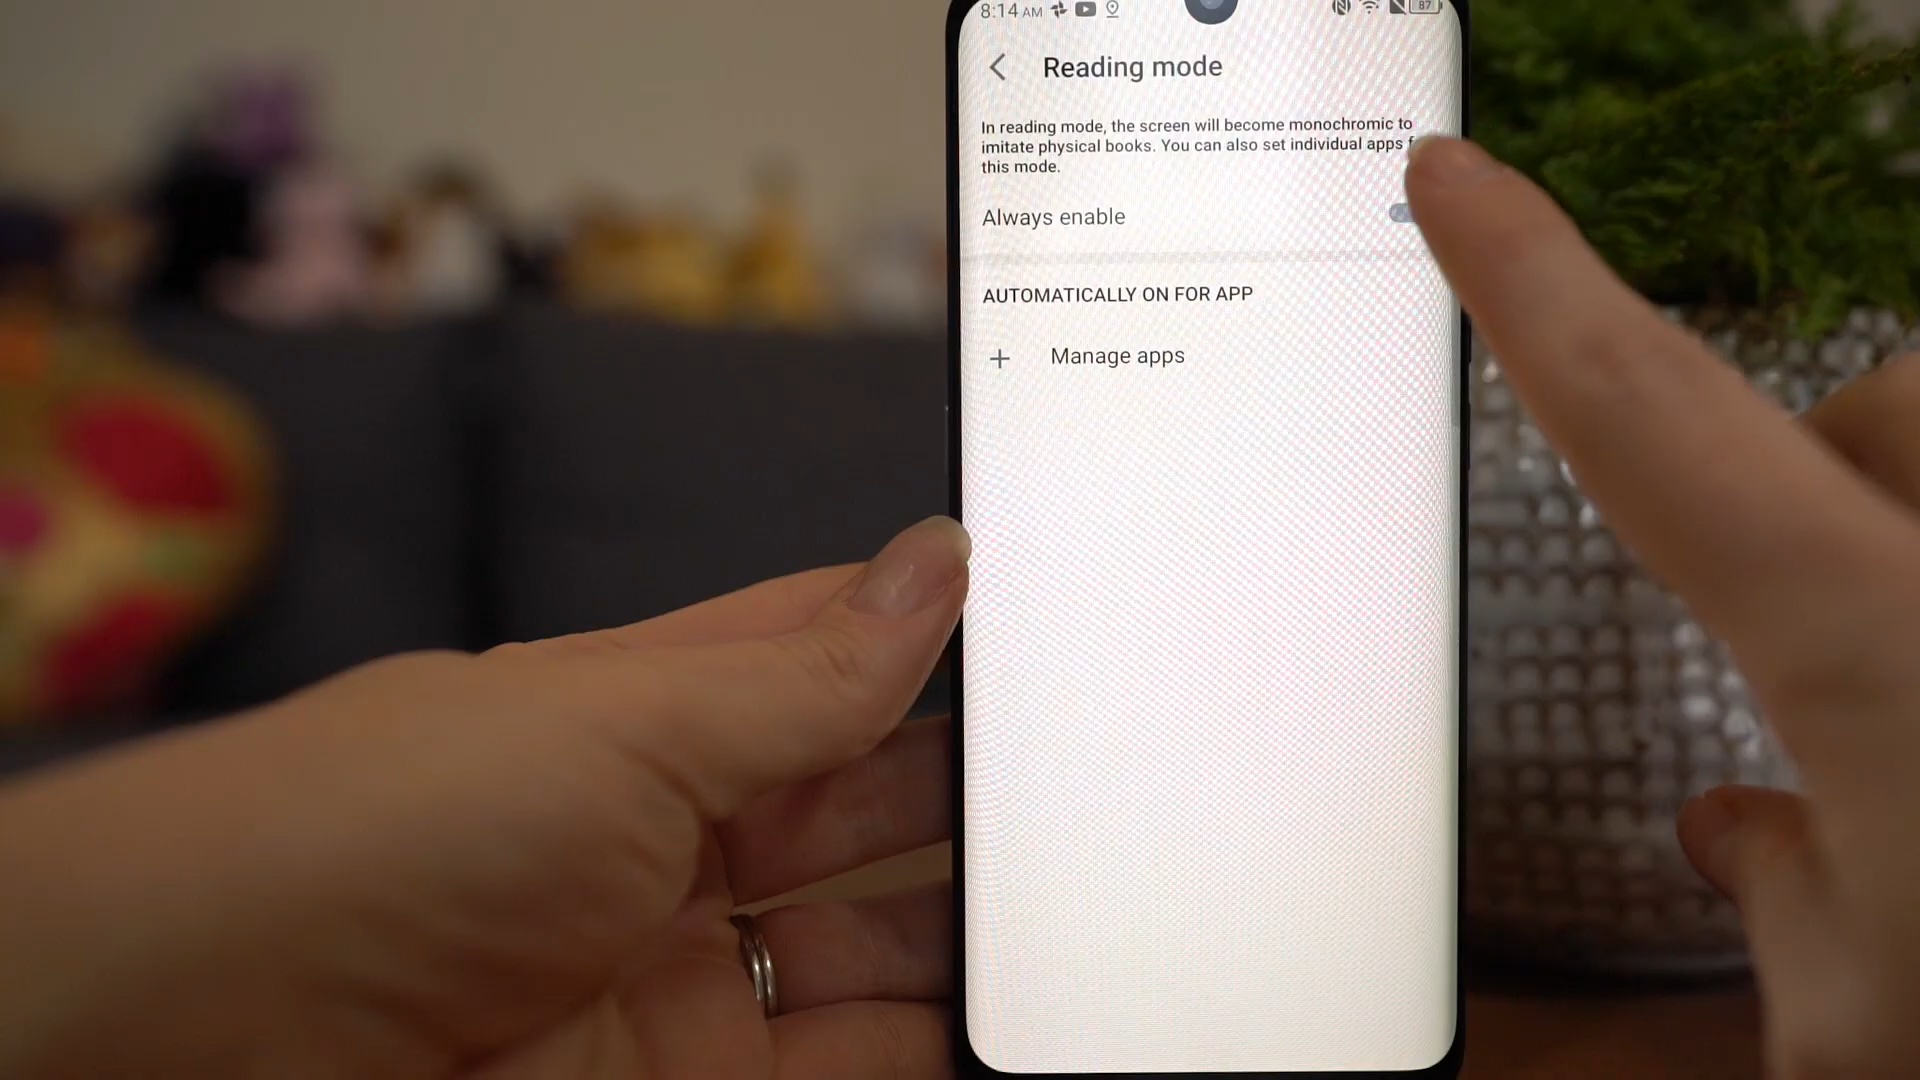 8:14 AM 87
Reading mode
In reading mode, the screen will become monochromic to
imitate physical books. You can also set individual apps
this mode.
Always enable
AUTOMATICALLY ON FOR APP
+ Manage apps